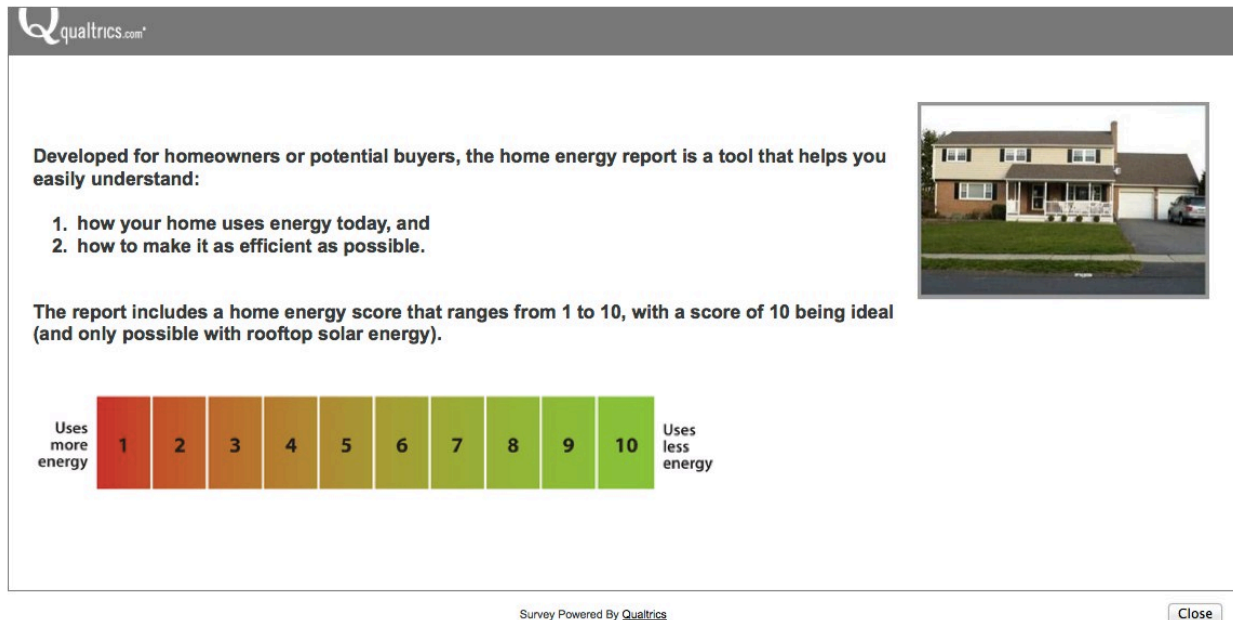 Qualtrics.com
Developed for homeowners or potential buyers, the home energy report is a tool that helps you
easily understand:
1. how your home uses energy today, and
2. how to make it as efficient as possible.
The report includes a home energy score that ranges from 1 to 10, with a score of 10 being ideal
(and only possible with rooftop solar energy).
Uses
more
energy
1 2 3 4 5 6 7 8 9 10
Uses
less
energy
Survey Powered By Qualtrics
Close